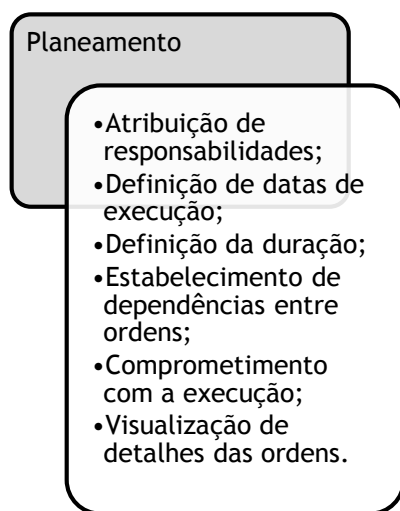 Planeamento
•Atribuição de
responsabilidades;
•Definição de datas de
execução;
•Definição da duração;
•Estabelecimento de
dependências entre
ordens;
•Comprometimento
com a execução;
•Visualização de
detalhes das ordens.